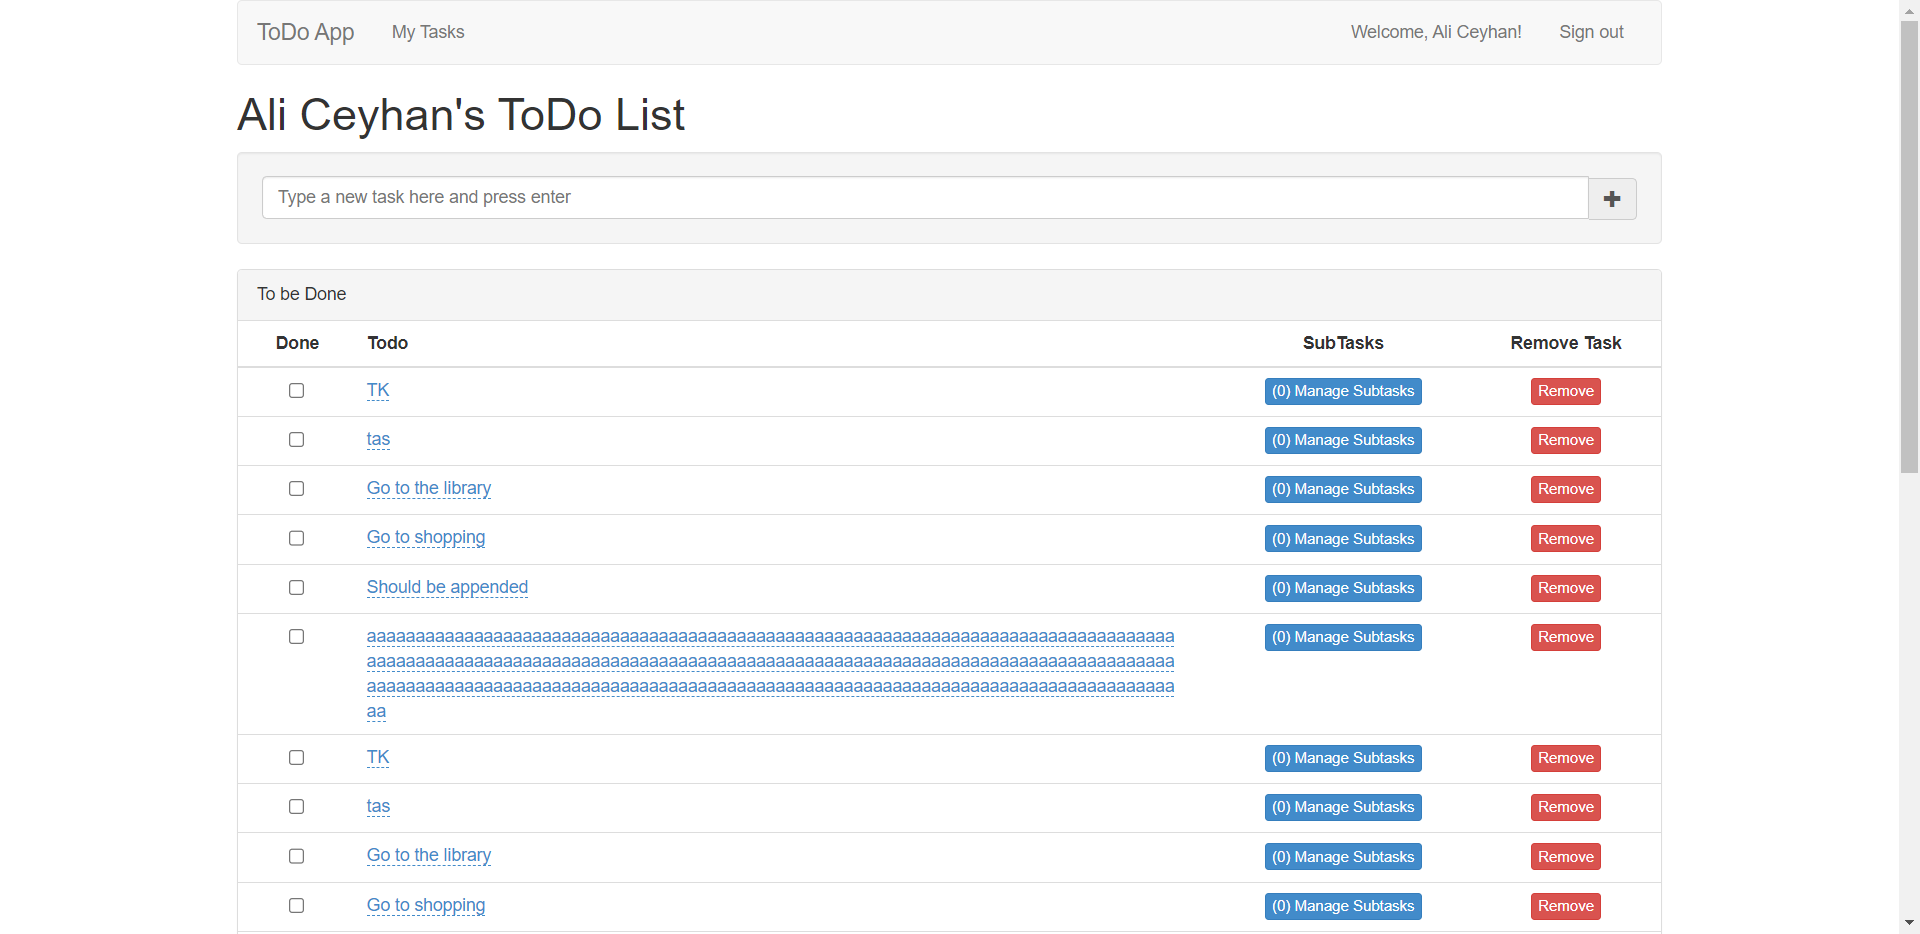 ToDo App My Tasks Welcome, Ali Ceyhan! Sign out
Ali Ceyhan's ToDo List
Type a new task here and press enter
To be Done
Done Todo SubTasks Remove Task
TK (0) Manage Subtasks Remove
tas (0) Manage Subtasks Remove
Go to the library (0) Manage Subtasks Remove
Go to shopping (0) Manage Subtasks Remove
Should be appended (0) Manage Subtasks Remove
aaaaaaaaaaaaaaaaaaaaaaaaaaaaaaaaaaaaaaaaaaaaaaaaaaaaaaaaaaaaaaaaaaaaaaaaaaaaaaaaaaa (0) Manage Subtasks Remove
aaaaaaaaaaaaaaaaaaaaaaaaaaaaaaaaaaaaaaaaaaaaaaaaaaaaaaaaaaaaaaaaaaaaaaaaaaaaaaaaaaa
aaaaaaaaaaaaaaaaaaaaaaaaaaaaaaaaaaaaaaaaaaaaaaaaaaaaaaaaaaaaaaaaaaaaaaaaaaaaaaaaaaa
aa
TK (0) Manage Subtasks Remove
tas (0) Manage Subtasks Remove
Go to the library (0) Manage Subtasks Remove
Go to shopping (0) Manage Subtasks Remove